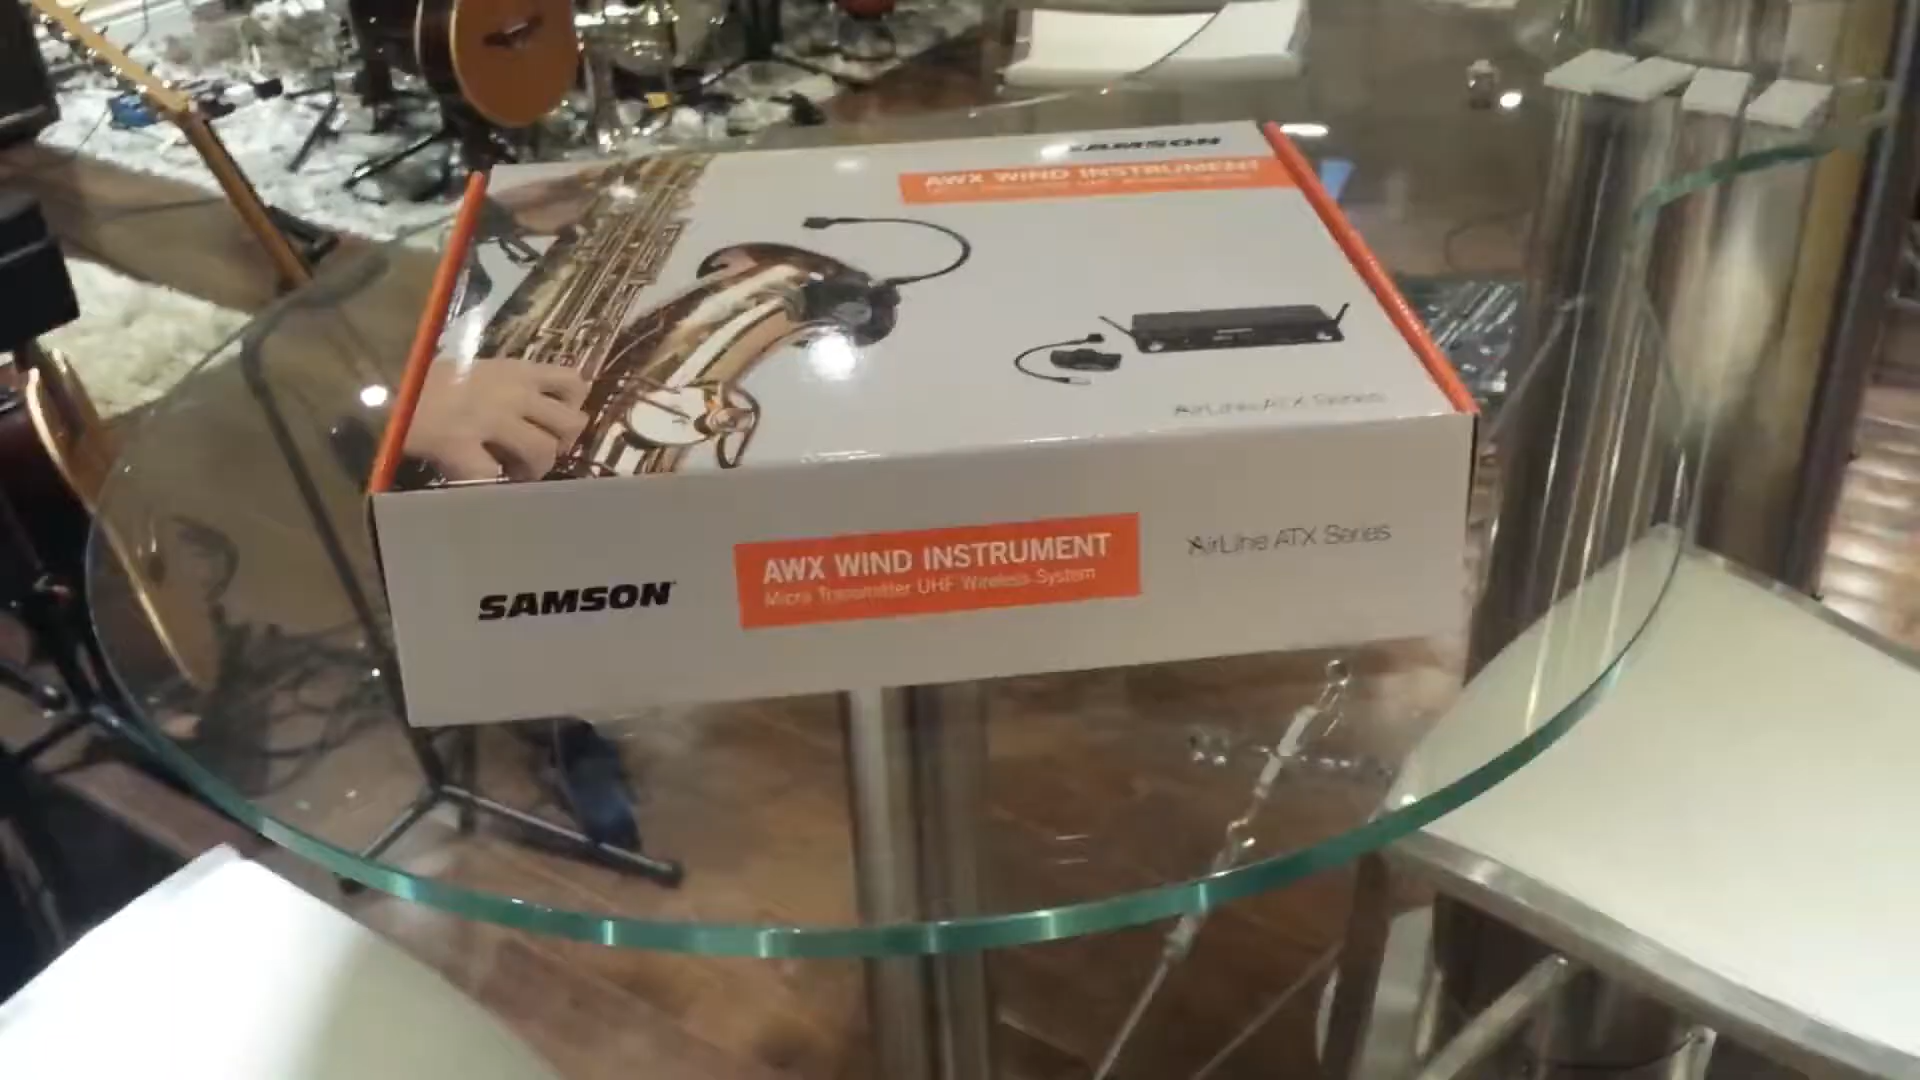 SAMSON
AWX WIND INSTRUMENT
AirLine ATX Series
SAMSON
AWX WIND INSTRUMENT
Micro Transmitter UHF Wireless System
AirLine ATX Series